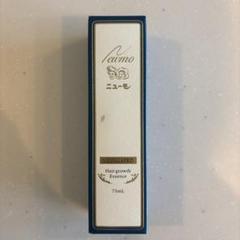 Newmo
ニューモ
Hair growth
Essence
75mL